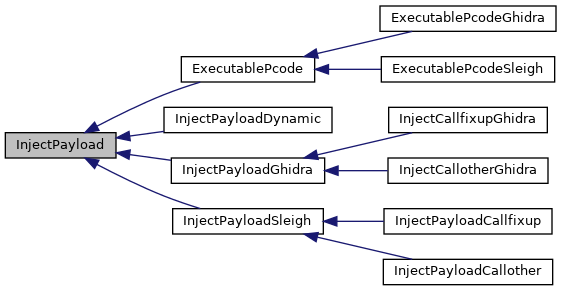 InjectPayload
ExecutablePcode
InjectPayloadDynamic
InjectPayloadGhidra
InjectPayloadSleigh
ExecutablePcodeGhidra
ExecutablePcodeSleigh
InjectCallfixupGhidra
InjectCallotherGhidra
InjectPayloadCallfixup
InjectPayloadCallother